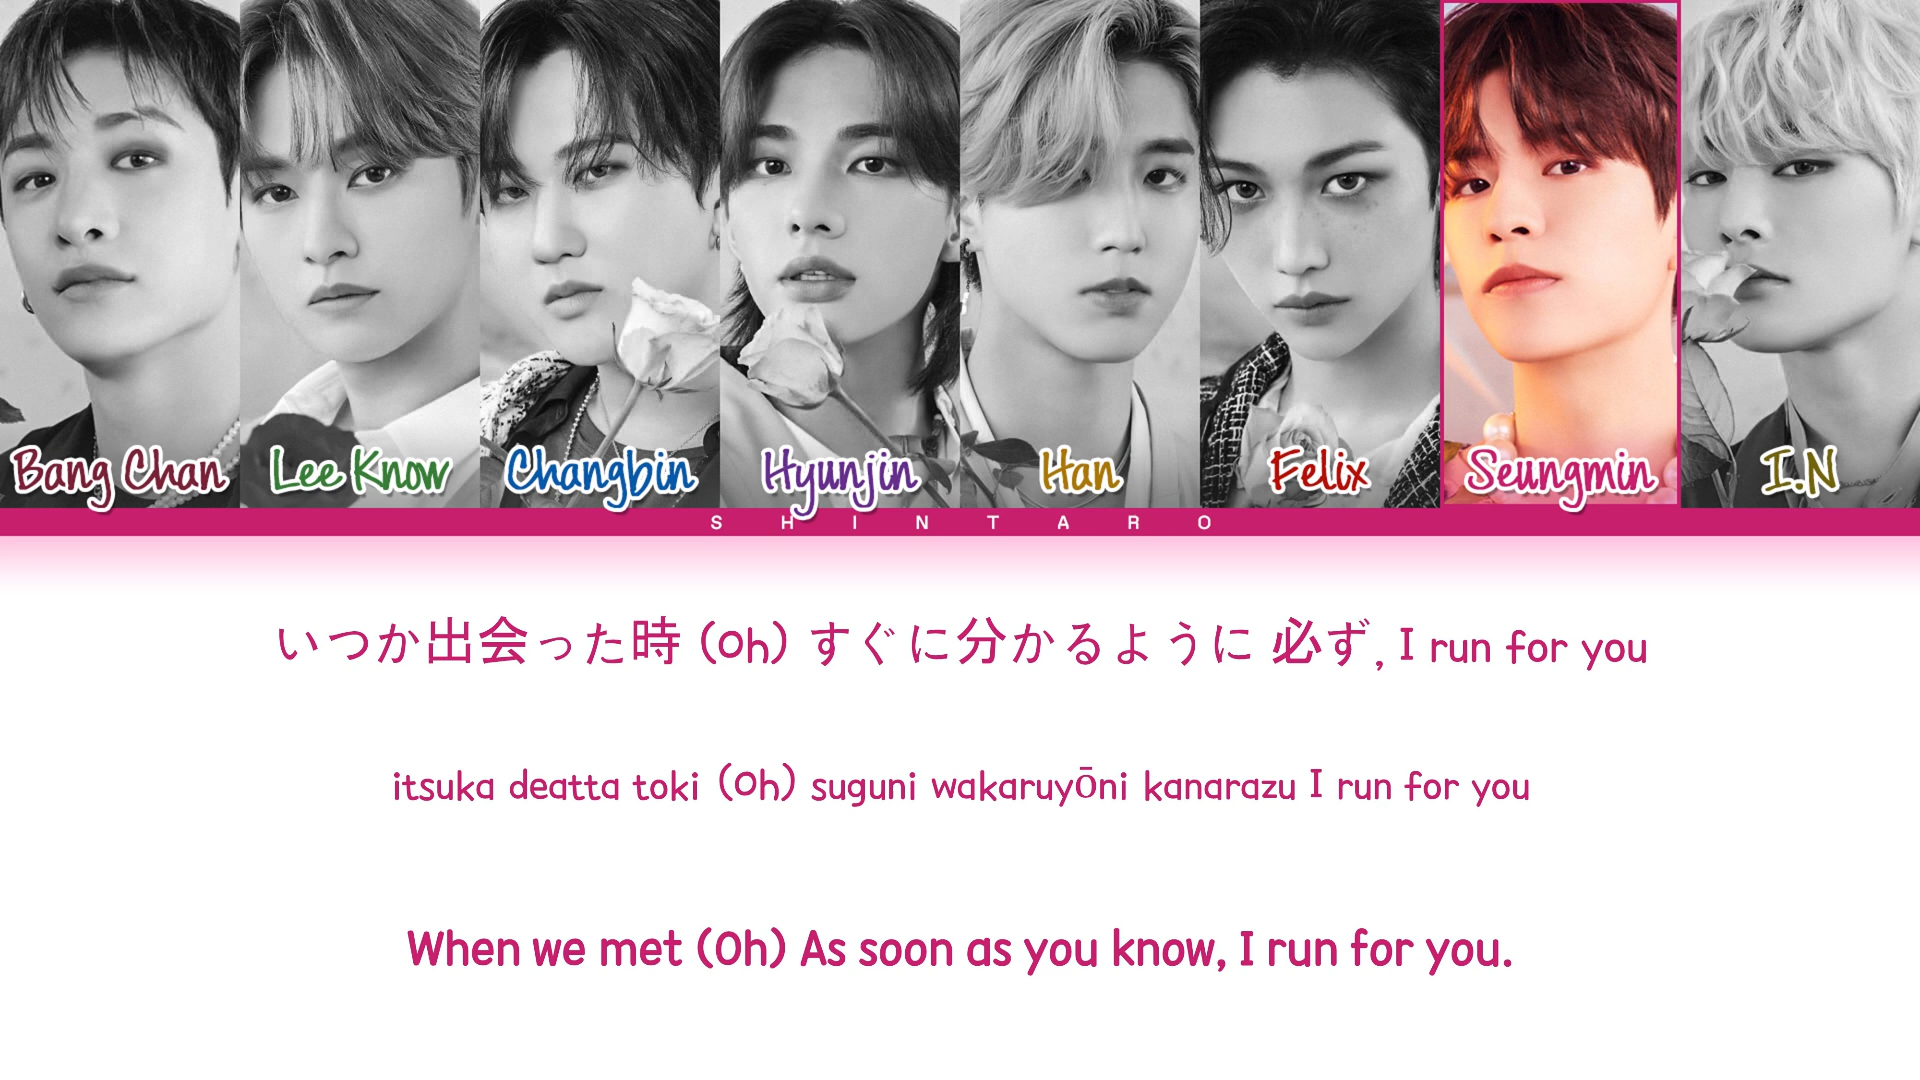 Bang Chan Lee Know Changbin Hyunjin Han Felix Seungmin I.N
SHINTARO
いつか出会った時 (Oh) すぐに分かるように 必ず, I run for you
itsuka deatta toki (Oh) suguni wakaruyōni kanarazu I run for you
When we met (Oh) As soon as you know, I run for you.